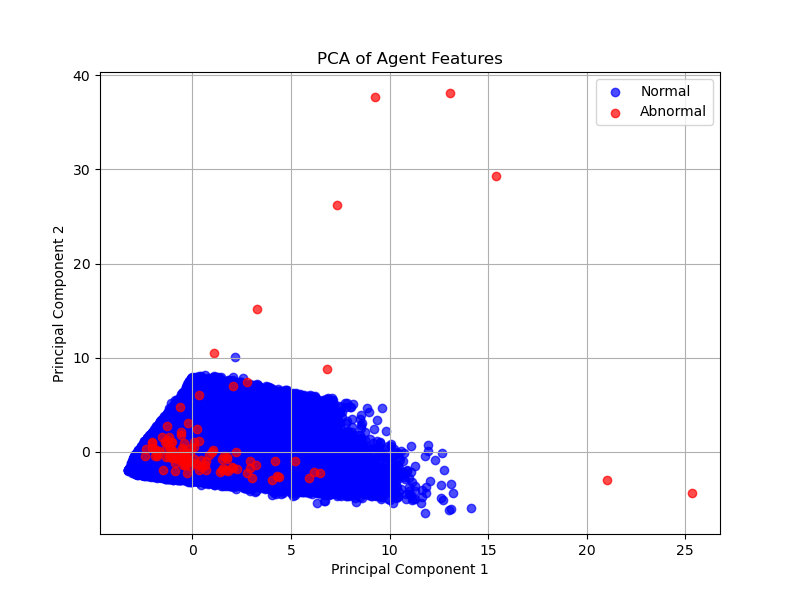 PCA of Agent Features
Normal
Abnormal
40
30
20
10
0
Principal Component 2
0
5
10
15
20
25
Principal Component 1